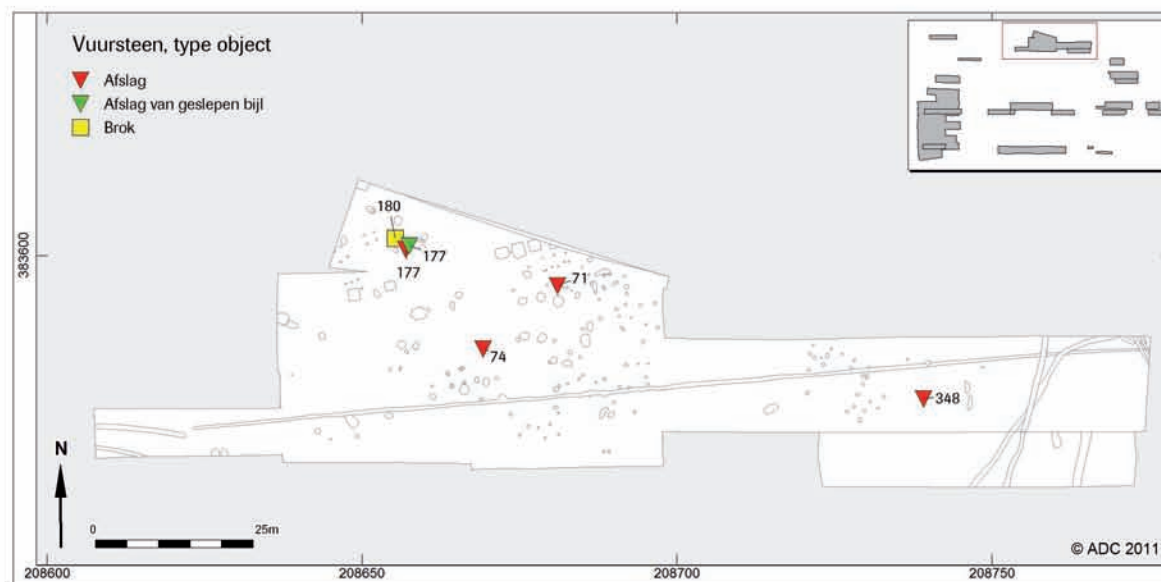 Vuursteen, type object
Afslag
Afslag van geslepen bijl
Brok
180
177
177
71
74
348
383600
N
0 25m
© ADC 2011
208600 208650 208700 208750